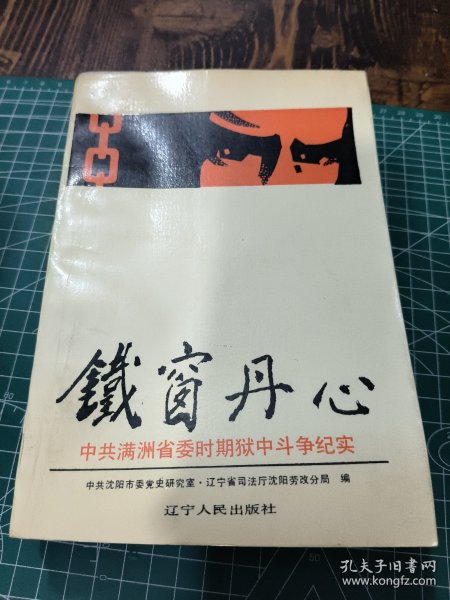 鐵窗丹心
中共满洲省委时期狱中斗争纪实
中共沈阳市委党史研究室·辽宁省司法厅沈阳劳改分局 编
辽宁人民出版社
孔夫子旧书网
www.kongfz.com